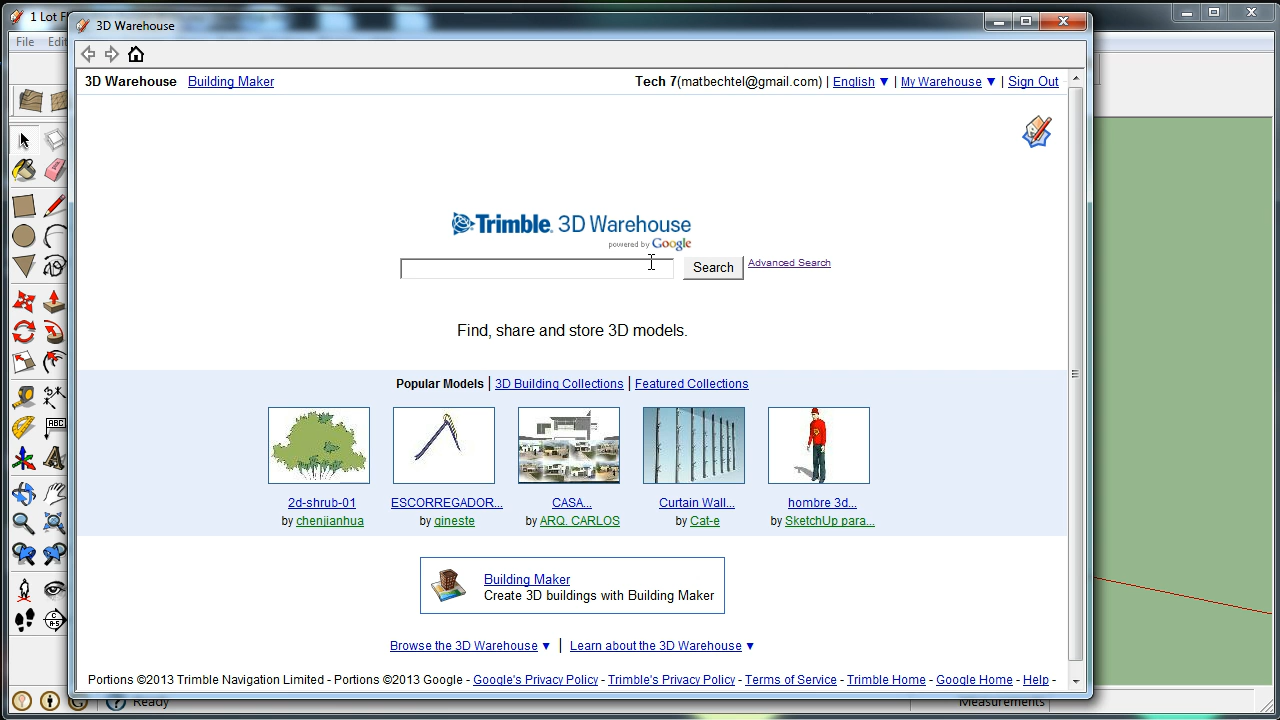 1 Lot F
3D Warehouse
File Edit
3D Warehouse Building Maker Tech 7(matbechtel@gmail.com) | English ▼ | My Warehouse ▼ | Sign Out
Trimble. 3D Warehouse
powered by Google
Search Advanced Search
Find, share and store 3D models.
Popular Models | 3D Building Collections | Featured Collections
2d-shrub-01 ESCORREGADOR... CASA... Curtain Wall... hombre 3d...
by chenjianhua by gineste by ARQ. CARLOS by Cat-e by SketchUp para...
Building Maker
Create 3D buildings with Building Maker
Browse the 3D Warehouse ▼ | Learn about the 3D Warehouse ▼
Portions ©2013 Trimble Navigation Limited - Portions ©2013 Google - Google's Privacy Policy - Trimble's Privacy Policy - Terms of Service - Trimble Home - Google Home - Help -
Ready Measurements
ABC